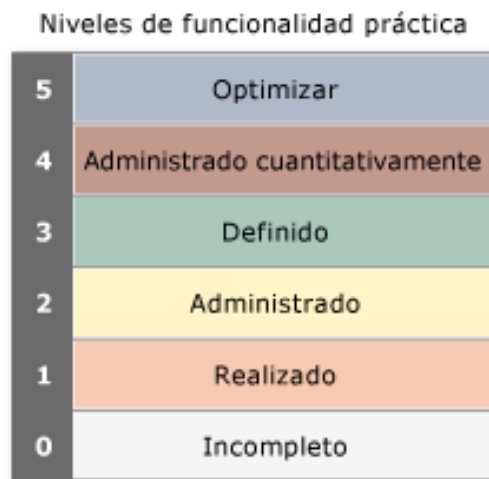 Niveles de funcionalidad práctica
5 Optimizar
4 Administrado cuantitativamente
3 Definido
2 Administrado
1 Realizado
0 Incompleto